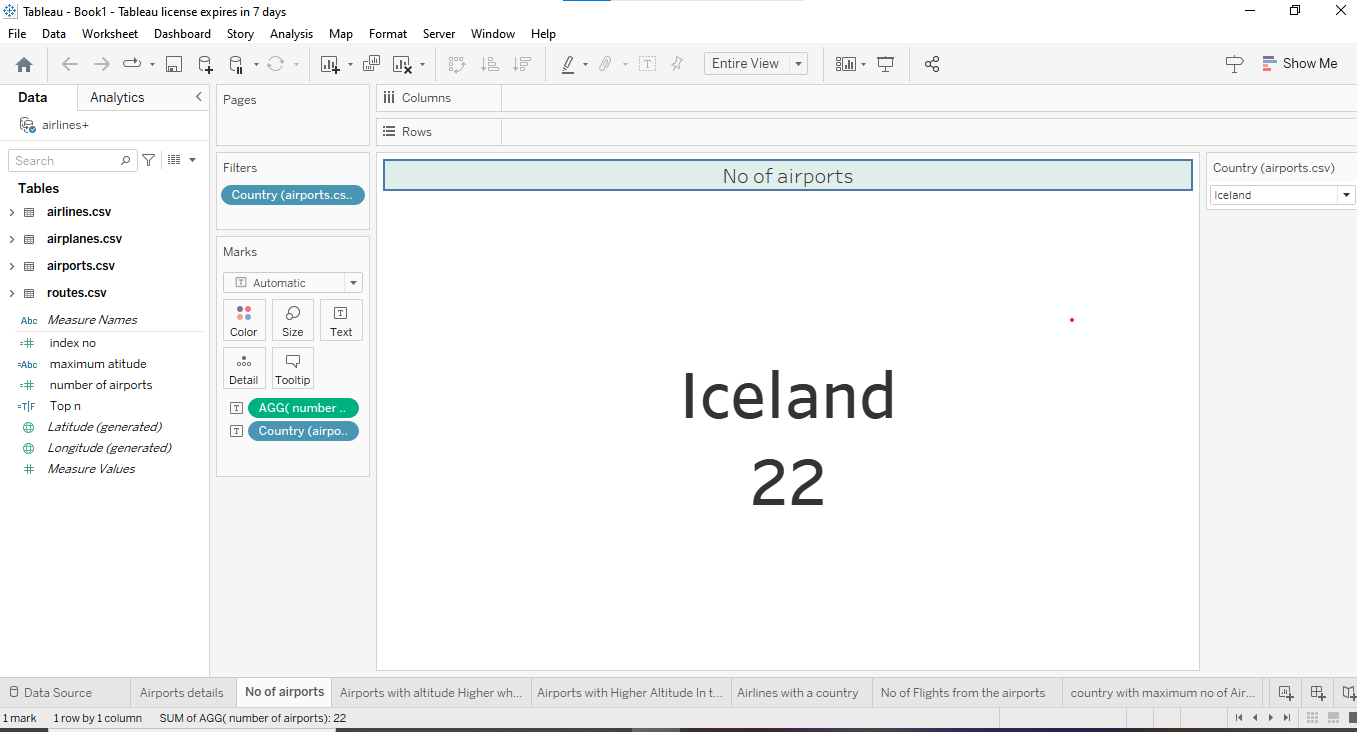 Tableau - Book1 - Tableau license expires in 7 days
File Data Worksheet Dashboard Story Analysis Map Format Server Window Help
Entire View
Show Me
Data Analytics
airlines+
Search
Tables
airlines.csv
airplanes.csv
airports.csv
routes.csv
Abc Measure Names
=# index no
=Abc maximum atitude
=# number of airports
=T|F Top n
Latitude (generated)
Longitude (generated)
# Measure Values
Pages
Filters
Country (airports.cs..
Marks
Automatic
Color Size Text
Detail Tooltip
AGG( number ..
Country (airpo..
Columns
Rows
No of airports
Iceland
22
Country (airports.csv)
Iceland
Data Source Airports details No of airports Airports with altitude Higher wh... Airports with Higher Altitude In t... Airlines with a country No of Flights from the airports country with maximum no of Air...
1 mark 1 row by 1 column SUM of AGG( number of airports): 22